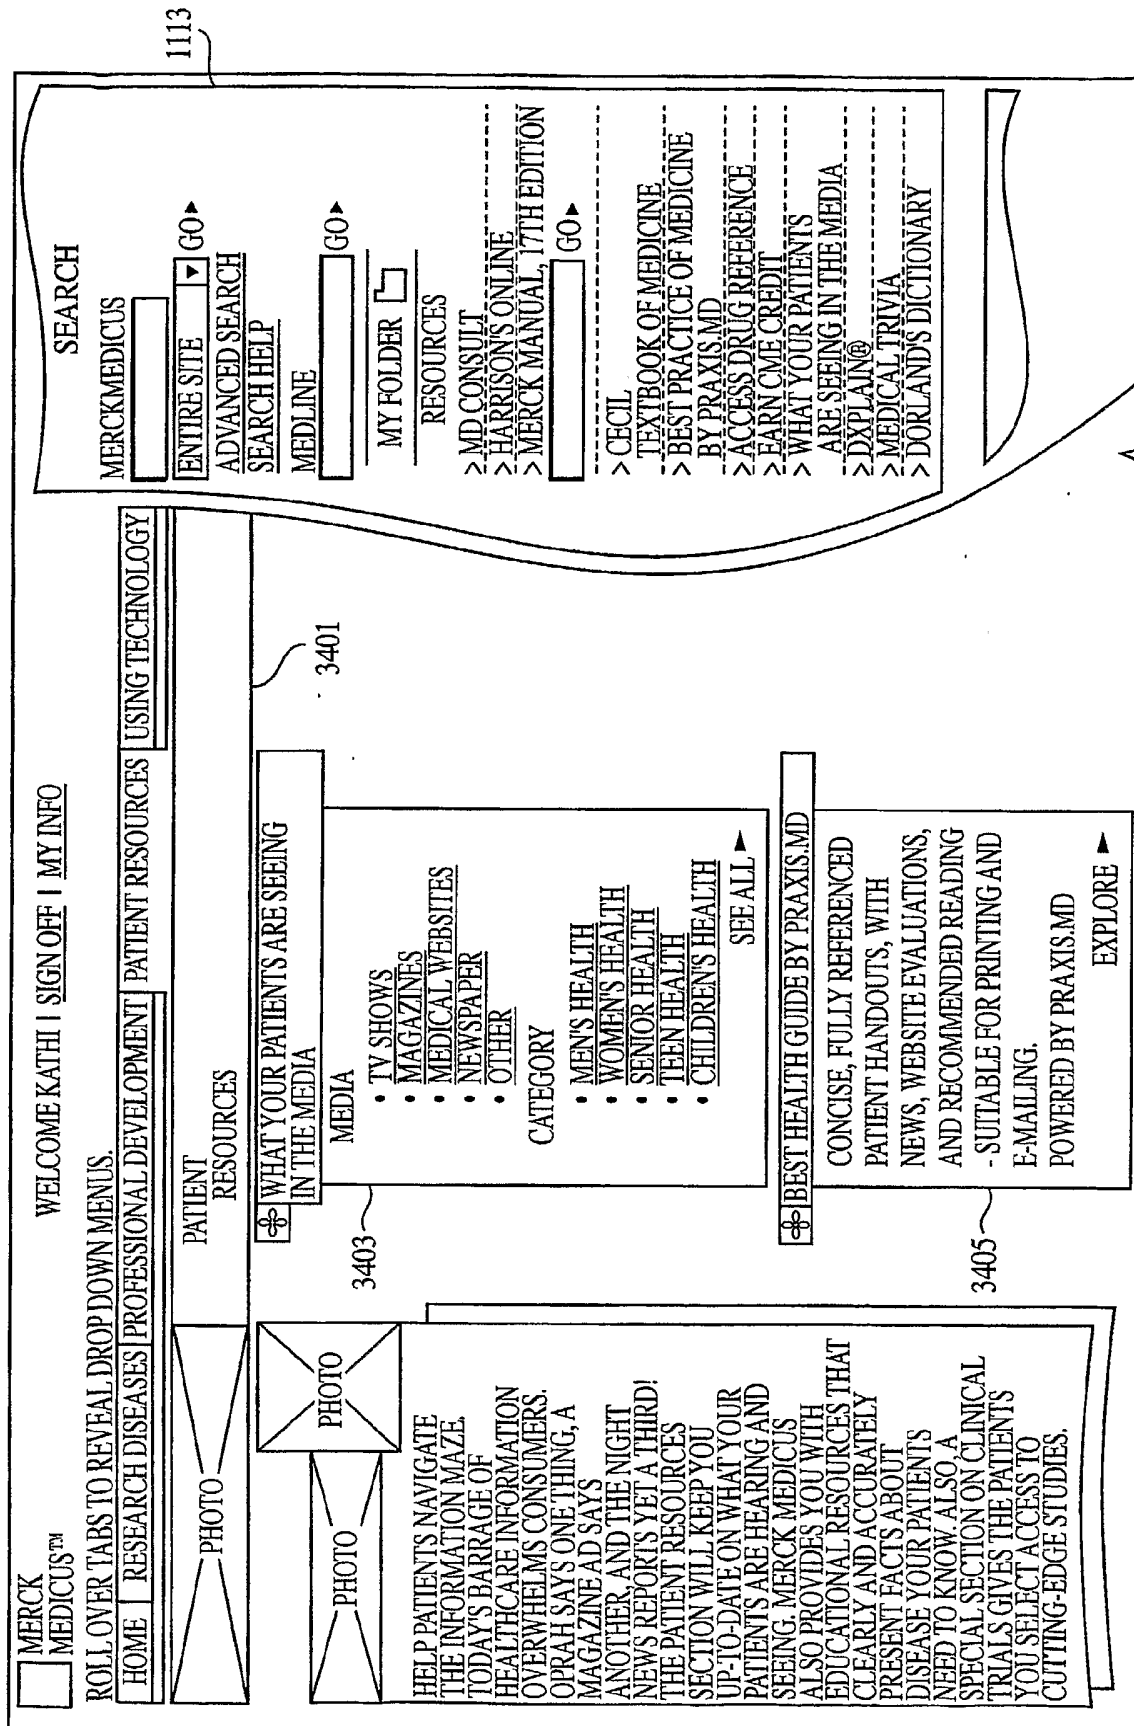 MERCK
MEDICUS™
WELCOME KATHI | SIGN OFF | MY INFO
ROLL OVER TABS TO REVEAL DROP DOWN MENUS.
HOME
RESEARCH DISEASES
PROFESSIONAL DEVELOPMENT
PATIENT RESOURCES
USING TECHNOLOGY
PHOTO
PATIENT
RESOURCES
3401
PHOTO
PHOTO
HELP PATIENTS NAVIGATE
THE INFORMATION MAZE.
TODAY'S BARRAGE OF
HEALTHCARE INFORMATION
OVERWHELMS CONSUMERS.
OPRAH SAYS ONE THING, A
MAGAZINE AD SAYS
ANOTHER, AND THE NIGHT
NEWS REPORTS YET A THIRD!
THE PATIENT RESOURCES
SECTION WILL KEEP YOU
UP-TO-DATE ON WHAT YOUR
PATIENTS ARE HEARING AND
SEEING. MERCK MEDICUS
ALSO PROVIDES YOU WITH
EDUCATIONAL RESOURCES THAT
CLEARLY AND ACCURATELY
PRESENT FACTS ABOUT
DISEASE YOUR PATIENTS
NEED TO KNOW. ALSO, A
SPECIAL SECTION ON CLINICAL
TRIALS GIVES THE PATIENTS
YOU SELECT ACCESS TO
CUTTING-EDGE STUDIES.
WHAT YOUR PATIENTS ARE SEEING
IN THE MEDIA
3403
MEDIA
• TV SHOWS
• MAGAZINES
• MEDICAL WEBSITES
• NEWSPAPER
• OTHER
CATEGORY
• MEN'S HEALTH
• WOMEN'S HEALTH
• SENIOR HEALTH
• TEEN HEALTH
• CHILDREN'S HEALTH
SEE ALL ►
BEST HEALTH GUIDE BY PRAXIS.MD
3405
CONCISE, FULLY REFERENCED
PATIENT HANDOUTS, WITH
NEWS, WEBSITE EVALUATIONS,
AND RECOMMENDED READING
- SUITABLE FOR PRINTING AND
E-MAILING.
POWERED BY PRAXIS.MD
EXPLORE ►
1113
SEARCH
MERCKMEDICUS
ENTIRE SITE ▼ GO►
ADVANCED SEARCH
SEARCH HELP
MEDLINE
GO►
MY FOLDER
RESOURCES
> MD CONSULT
> HARRISON'S ONLINE
> MERCK MANUAL, 17TH EDITION
GO►
> CECIL
TEXTBOOK OF MEDICINE
> BEST PRACTICE OF MEDICINE
BY PRAXIS.MD
> ACCESS DRUG REFERENCE
> EARN CME CREDIT
> WHAT YOUR PATIENTS
ARE SEEING IN THE MEDIA
> DXPLAIN®
> MEDICAL TRIVIA
> DORLAND'S DICTIONARY